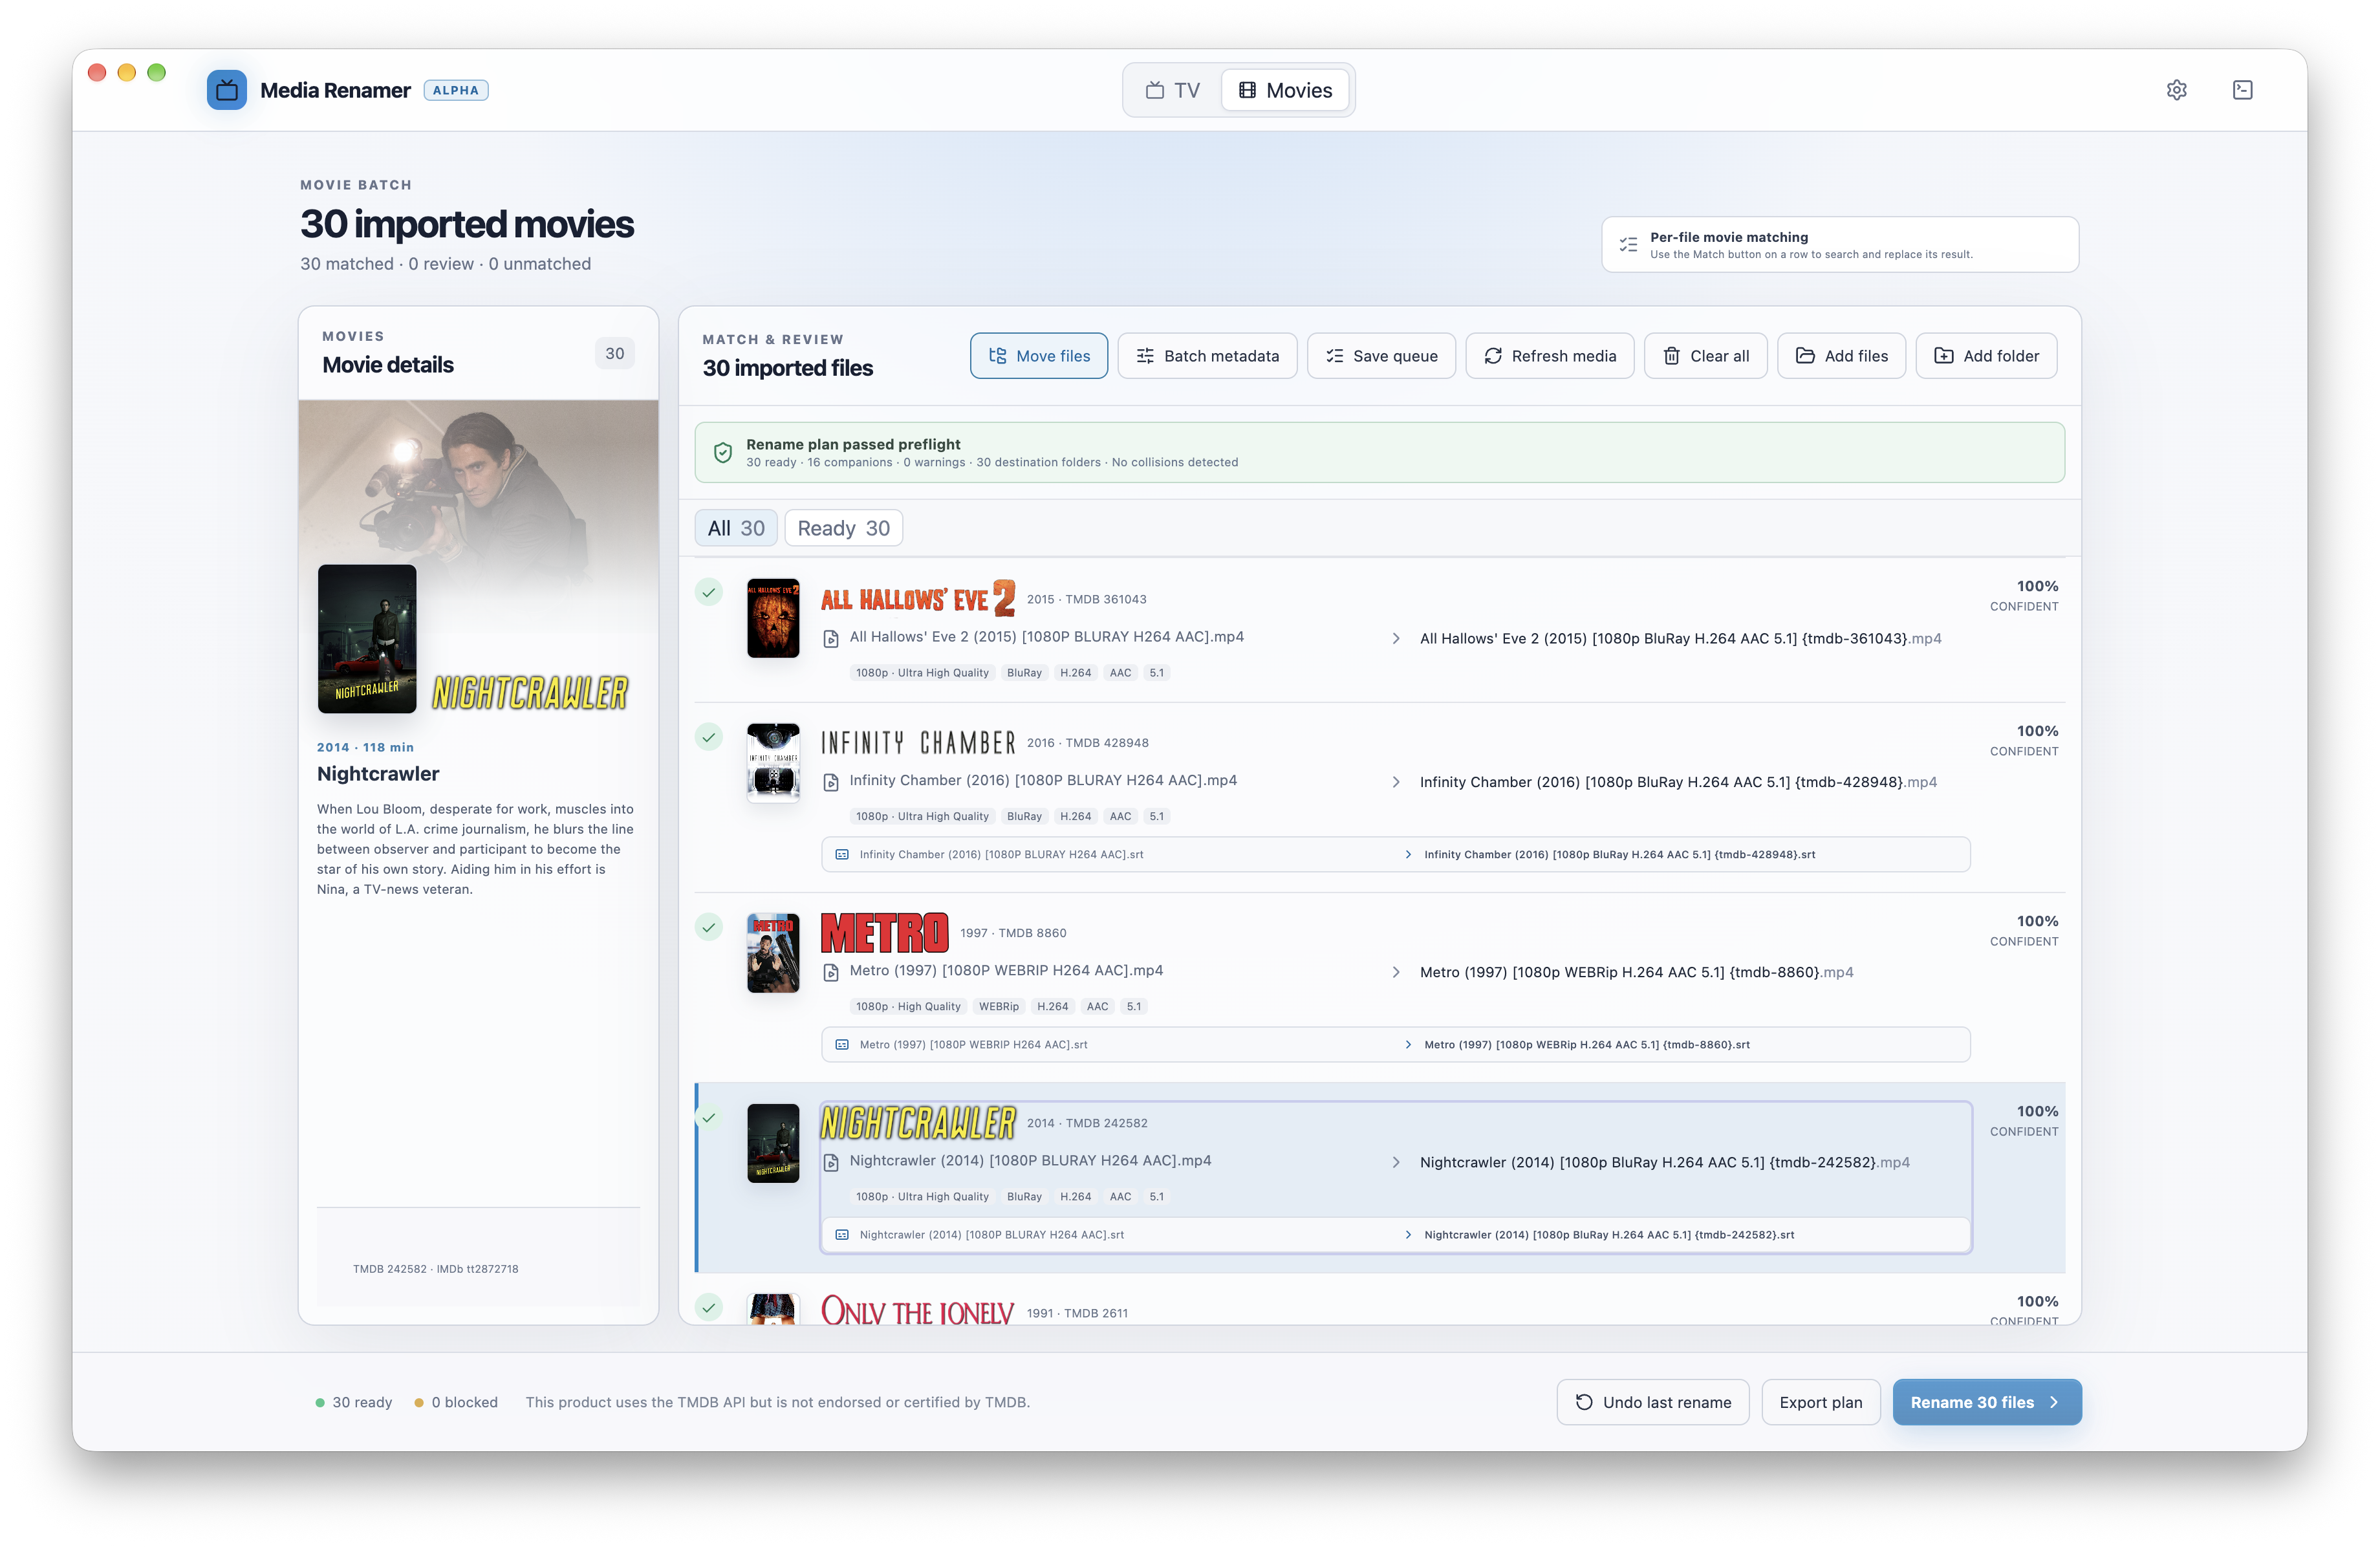 Media Renamer ALPHA
TV Movies
MOVIE BATCH
30 imported movies
30 matched · 0 review · 0 unmatched
Per-file movie matching
Use the Match button on a row to search and replace its result.
MOVIES
Movie details
30
NIGHTCRAWLER
NIGHTCRAWLER
2014 · 118 min
Nightcrawler
When Lou Bloom, desperate for work, muscles into
the world of L.A. crime journalism, he blurs the line
between observer and participant to become the
star of his own story. Aiding him in his effort is
Nina, a TV-news veteran.
TMDB 242582 · IMDb tt2872718
MATCH & REVIEW
30 imported files
Move files
Batch metadata
Save queue
Refresh media
Clear all
Add files
Add folder
Rename plan passed preflight
30 ready · 16 companions · 0 warnings · 30 destination folders · No collisions detected
All 30
Ready 30
ALL HALLOWS' EVE 2
ALL HALLOWS' EVE 2 2015 · TMDB 361043
100%
CONFIDENT
All Hallows' Eve 2 (2015) [1080P BLURAY H264 AAC].mp4
All Hallows' Eve 2 (2015) [1080p BluRay H.264 AAC 5.1] {tmdb-361043}.mp4
1080p · Ultra High Quality BluRay H.264 AAC 5.1
INFINITY CHAMBER
INFINITY CHAMBER 2016 · TMDB 428948
100%
CONFIDENT
Infinity Chamber (2016) [1080P BLURAY H264 AAC].mp4
Infinity Chamber (2016) [1080p BluRay H.264 AAC 5.1] {tmdb-428948}.mp4
1080p · Ultra High Quality BluRay H.264 AAC 5.1
Infinity Chamber (2016) [1080P BLURAY H264 AAC].srt
Infinity Chamber (2016) [1080p BluRay H.264 AAC 5.1] {tmdb-428948}.srt
METRO
METRO 1997 · TMDB 8860
100%
CONFIDENT
Metro (1997) [1080P WEBRIP H264 AAC].mp4
Metro (1997) [1080p WEBRip H.264 AAC 5.1] {tmdb-8860}.mp4
1080p · High Quality WEBRip H.264 AAC 5.1
Metro (1997) [1080P WEBRIP H264 AAC].srt
Metro (1997) [1080p WEBRip H.264 AAC 5.1] {tmdb-8860}.srt
NIGHTCRAWLER
NIGHTCRAWLER 2014 · TMDB 242582
100%
CONFIDENT
Nightcrawler (2014) [1080P BLURAY H264 AAC].mp4
Nightcrawler (2014) [1080p BluRay H.264 AAC 5.1] {tmdb-242582}.mp4
1080p · Ultra High Quality BluRay H.264 AAC 5.1
Nightcrawler (2014) [1080P BLURAY H264 AAC].srt
Nightcrawler (2014) [1080p BluRay H.264 AAC 5.1] {tmdb-242582}.srt
ONLY THE LONELY 1991 · TMDB 2611
100%
CONFIDENT
30 ready
0 blocked
This product uses the TMDB API but is not endorsed or certified by TMDB.
Undo last rename
Export plan
Rename 30 files